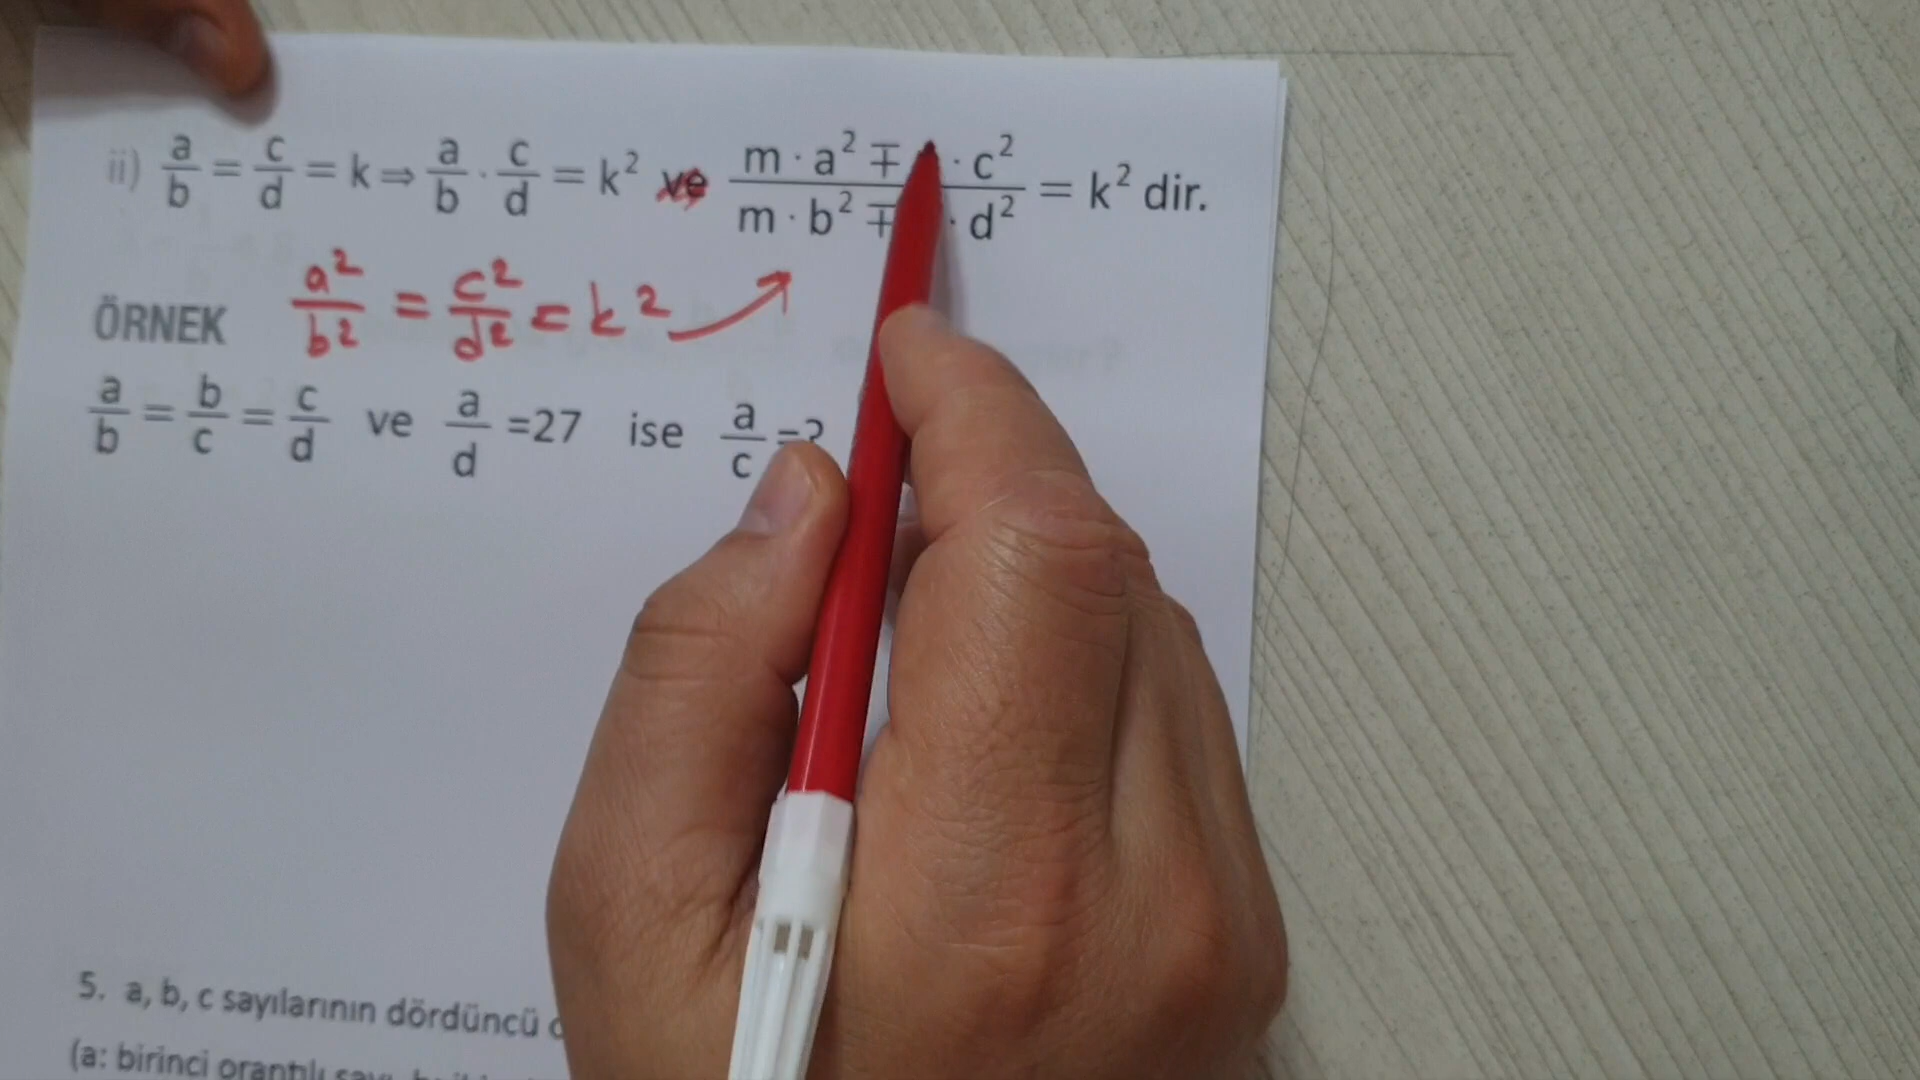 ii) a/b = c/d = k ⇒ a/b · c/d = k² ve m · a² ∓ · c² / m · b² ∓ · d² = k² dir.
a²/b² = c²/d² = k²
ÖRNEK
a/b = b/c = c/d ve a/d =27 ise a/c =?
5. a, b, c sayılarının dördüncü
(a: birinci orantılı sayı,